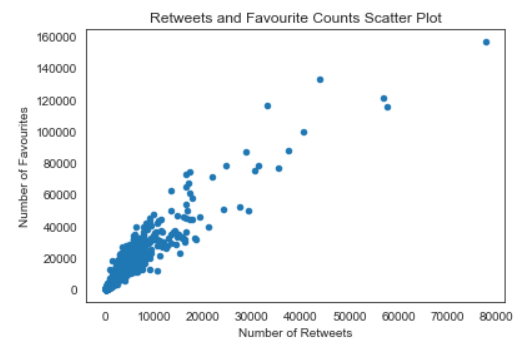 Retweets and Favourite Counts Scatter Plot
160000
140000
120000
100000
80000
60000
40000
20000
0
Number of Favourites
0 10000 20000 30000 40000 50000 60000 70000 80000
Number of Retweets